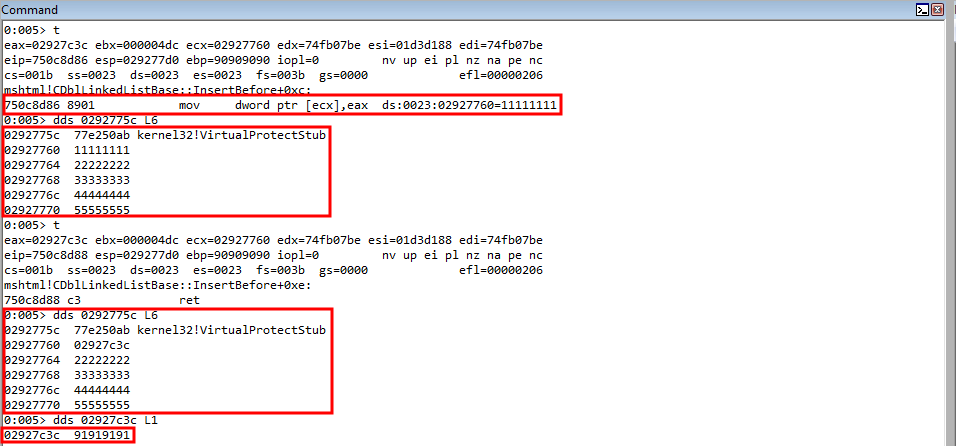 Command
0:005> t
eax=02927c3c ebx=000004dc ecx=02927760 edx=74fb07be esi=01d3d188 edi=74fb07be
eip=750c8d86 esp=029277d0 ebp=90909090 iopl=0         nv up ei pl nz na pe nc
cs=001b  ss=0023  ds=0023  es=0023  fs=003b  gs=0000             efl=00000206
mshtml!CDblLinkedListBase::InsertBefore+0xc:
750c8d86 8901            mov     dword ptr [ecx],eax  ds:0023:02927760=11111111
0:005> dds 0292775c L6
0292775c  77e250ab kernel32!VirtualProtectStub
02927760  11111111
02927764  22222222
02927768  33333333
0292776c  44444444
02927770  55555555
0:005> t
eax=02927c3c ebx=000004dc ecx=02927760 edx=74fb07be esi=01d3d188 edi=74fb07be
eip=750c8d88 esp=029277d0 ebp=90909090 iopl=0         nv up ei pl nz na pe nc
cs=001b  ss=0023  ds=0023  es=0023  fs=003b  gs=0000             efl=00000206
mshtml!CDblLinkedListBase::InsertBefore+0xe:
750c8d88 c3              ret
0:005> dds 0292775c L6
0292775c  77e250ab kernel32!VirtualProtectStub
02927760  02927c3c
02927764  22222222
02927768  33333333
0292776c  44444444
02927770  55555555
0:005> dds 02927c3c L1
02927c3c  91919191